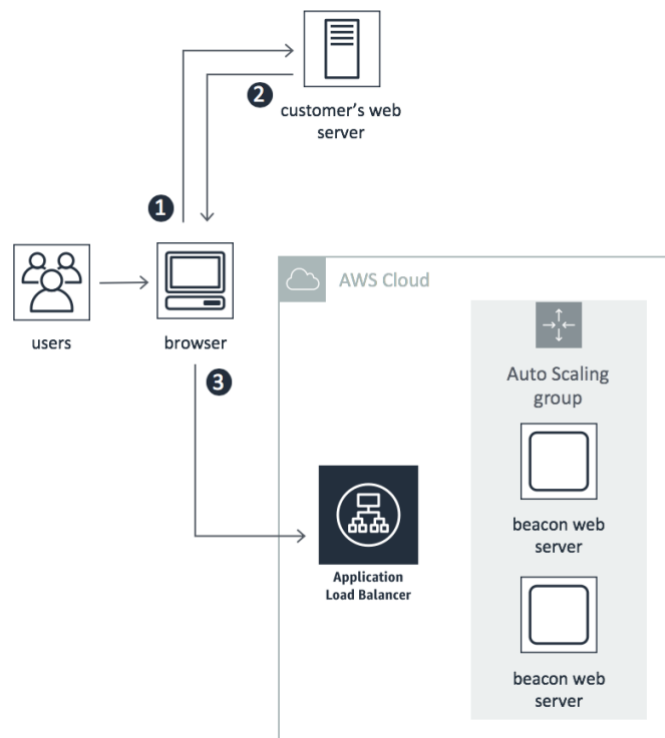 2
customer's web
server
1
users
browser
AWS Cloud
Auto Scaling
group
3
beacon web
server
Application
Load Balancer
beacon web
server